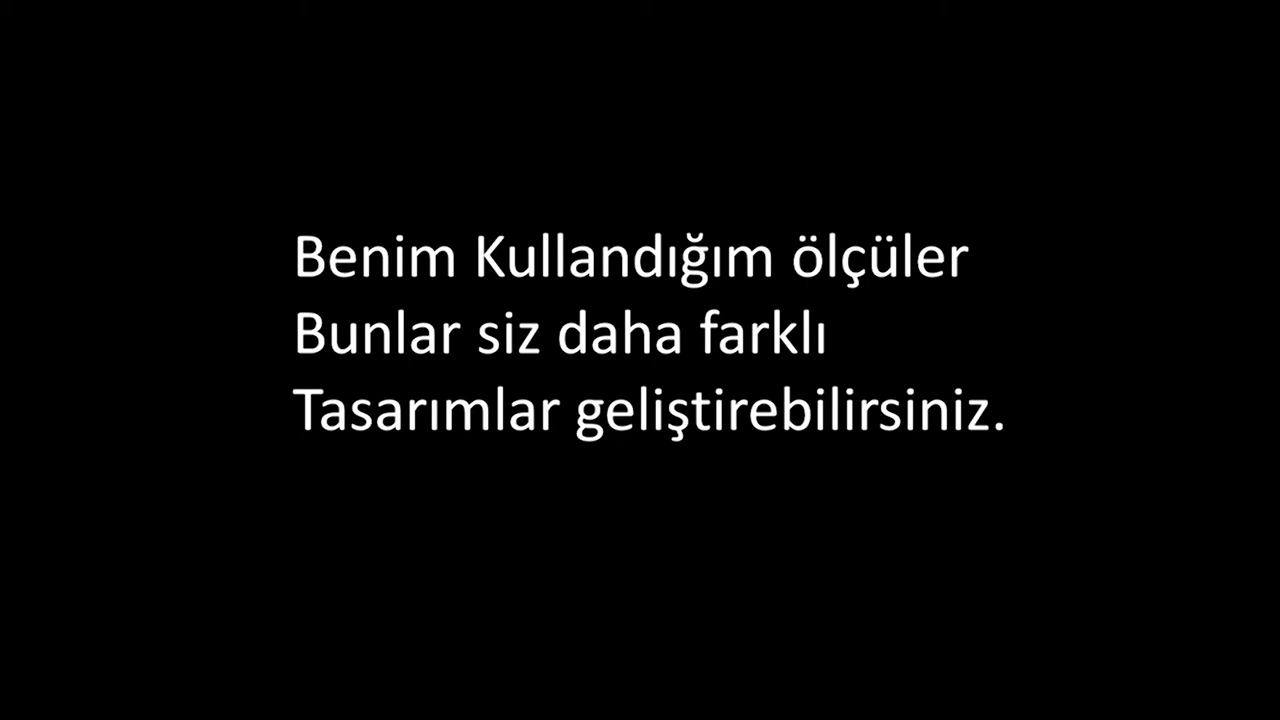 Benim Kullandığım ölçüler
Bunlar siz daha farklı
Tasarımlar geliştirebilirsiniz.